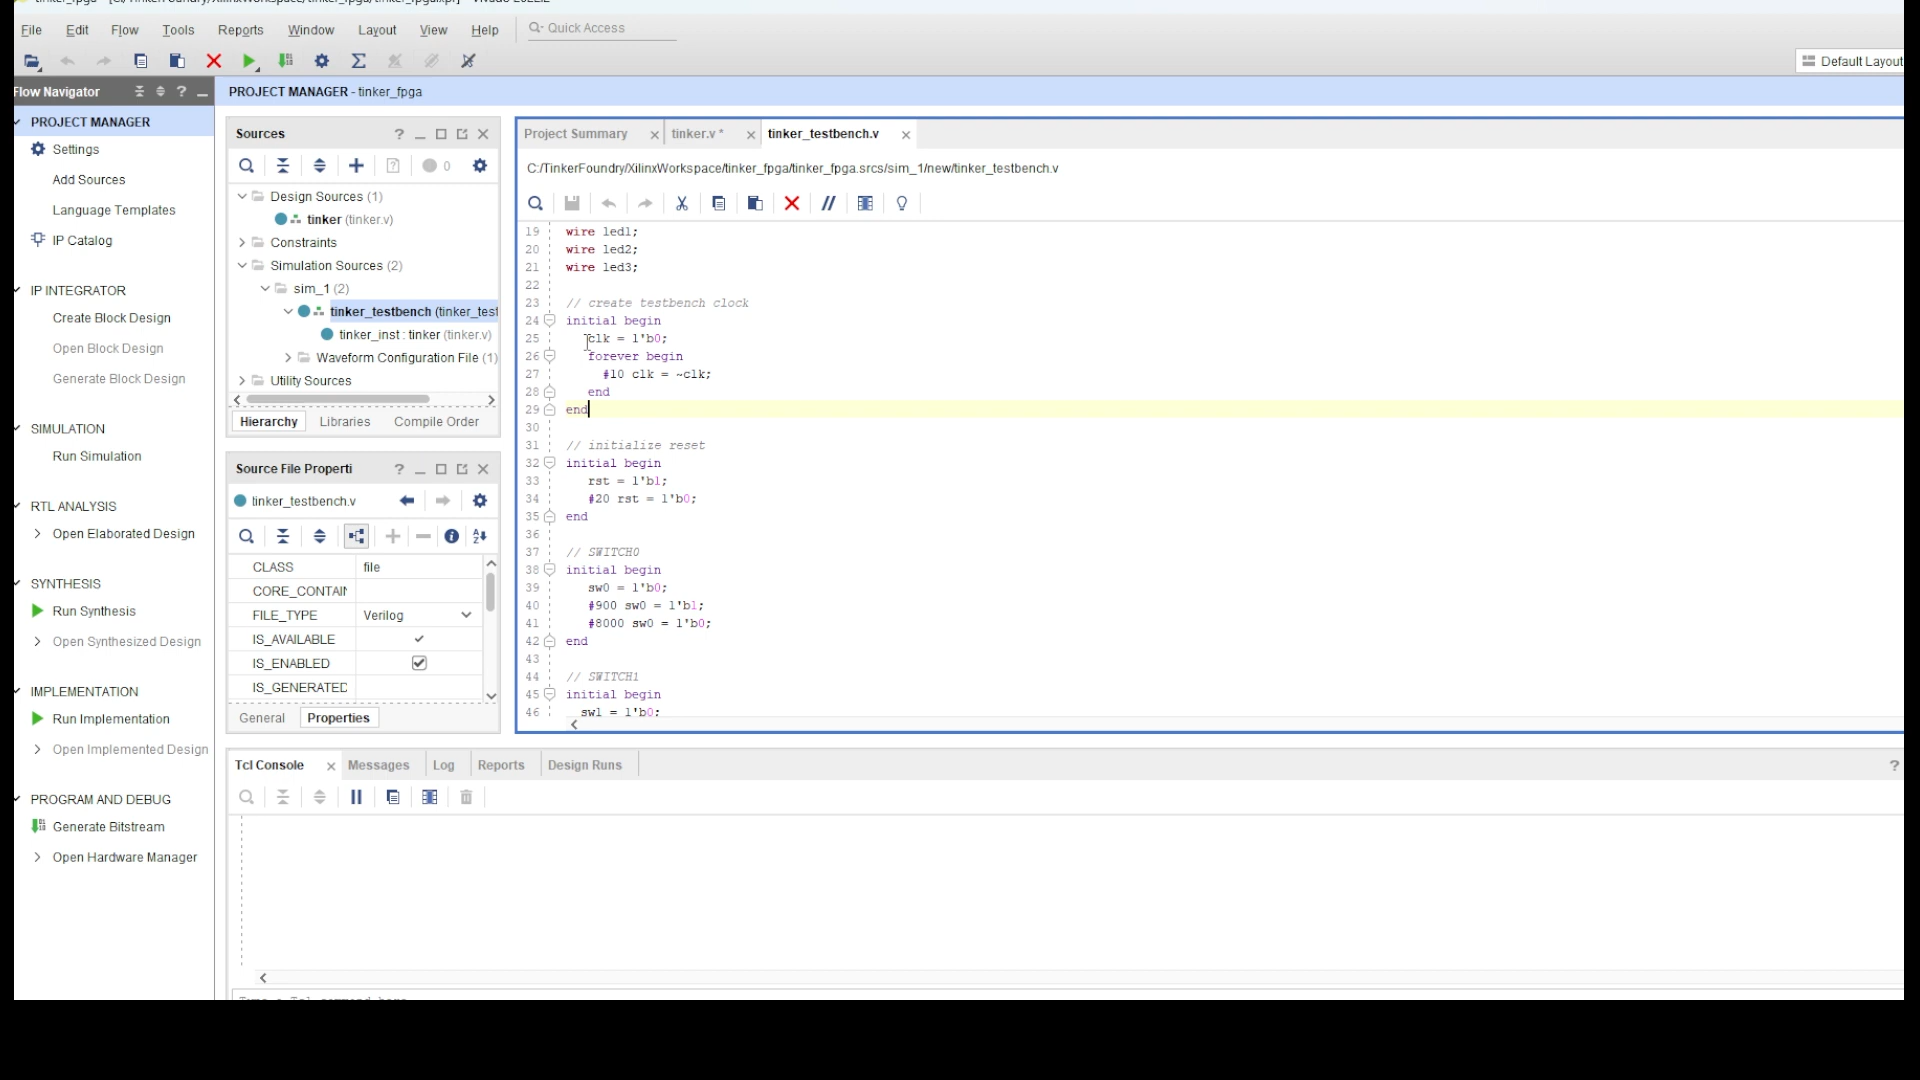 File Edit Flow Tools Reports Window Layout View Help Quick Access
Default Layout
Flow Navigator
PROJECT MANAGER - tinker_fpga
PROJECT MANAGER
Settings
Add Sources
Language Templates
IP Catalog
IP INTEGRATOR
Create Block Design
Open Block Design
Generate Block Design
SIMULATION
Run Simulation
RTL ANALYSIS
Open Elaborated Design
SYNTHESIS
Run Synthesis
Open Synthesized Design
IMPLEMENTATION
Run Implementation
Open Implemented Design
PROGRAM AND DEBUG
Generate Bitstream
Open Hardware Manager
Sources
0
Design Sources (1)
tinker (tinker.v)
Constraints
Simulation Sources (2)
sim_1 (2)
tinker_testbench (tinker_test
tinker_inst : tinker (tinker.v)
Waveform Configuration File (1)
Utility Sources
Hierarchy Libraries Compile Order
Source File Properti
tinker_testbench.v
CLASS file
CORE_CONTAIN
FILE_TYPE Verilog
IS_AVAILABLE
IS_ENABLED
IS_GENERATED
General Properties
Project Summary tinker.v * tinker_testbench.v
C:/TinkerFoundry/XilinxWorkspace/tinker_fpga/tinker_fpga.srcs/sim_1/new/tinker_testbench.v
19 wire led1;
20 wire led2;
21 wire led3;
22
23 // create testbench clock
24 initial begin
25 clk = 1'b0;
26 forever begin
27 #10 clk = ~clk;
28 end
29 end
30
31 // initialize reset
32 initial begin
33 rst = 1'b1;
34 #20 rst = 1'b0;
35 end
36
37 // SWITCH0
38 initial begin
39 sw0 = 1'b0;
40 #900 sw0 = 1'b1;
41 #8000 sw0 = 1'b0;
42 end
43
44 // SWITCH1
45 initial begin
46 sw1 = 1'b0;
Tcl Console Messages Log Reports Design Runs